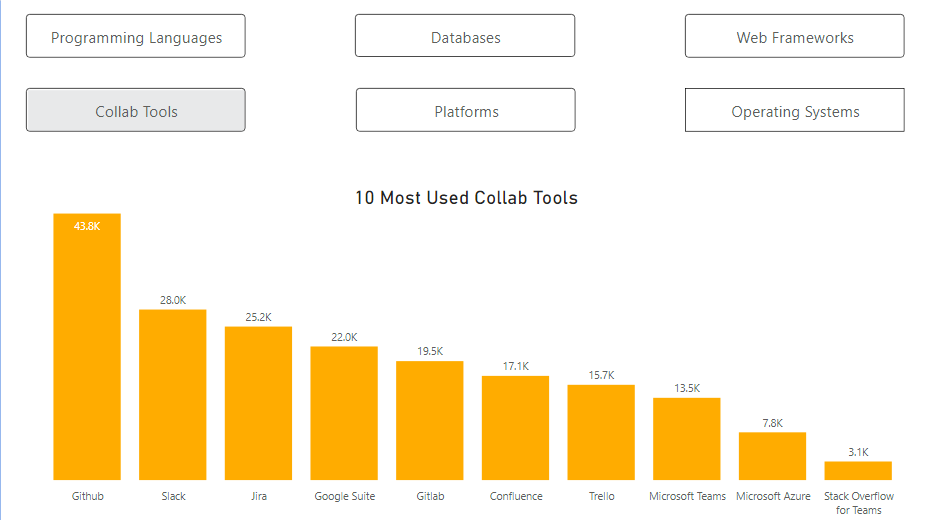 Programming Languages
Databases
Web Frameworks
Collab Tools
Platforms
Operating Systems
10 Most Used Collab Tools
43.8K
28.0K
25.2K
22.0K
19.5K
17.1K
15.7K
13.5K
7.8K
3.1K
Github
Slack
Jira
Google Suite
Gitlab
Confluence
Trello
Microsoft Teams
Microsoft Azure
Stack Overflow
for Teams